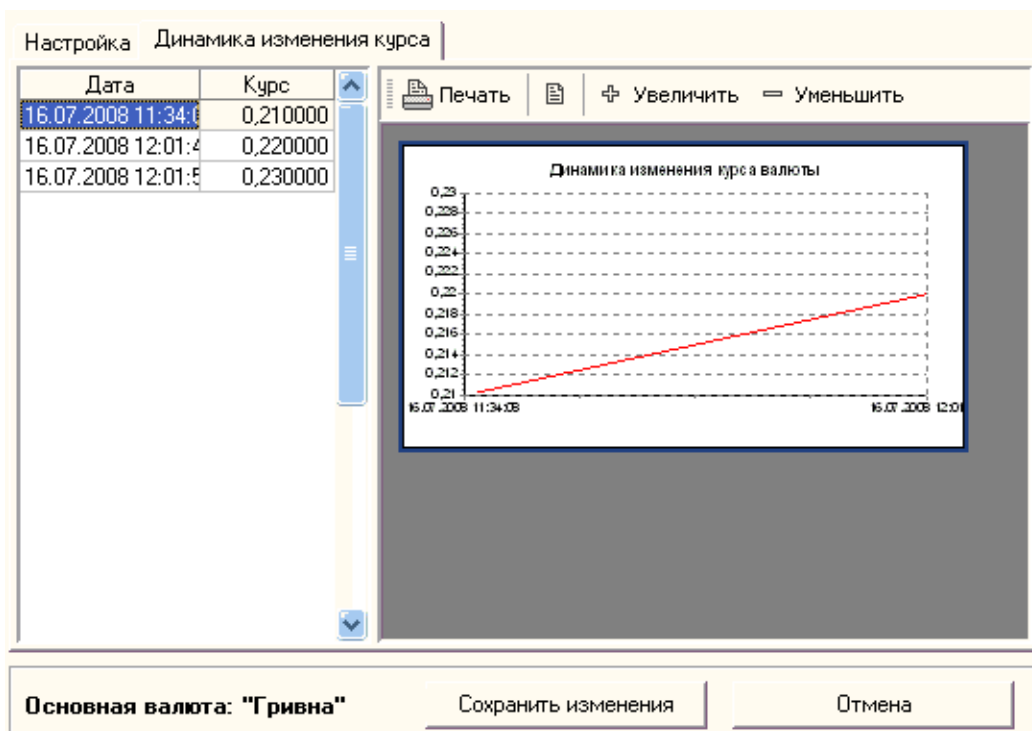 Настройка Динамика изменения курса
Дата Курс
16.07.2008 11:34:0 0,210000
16.07.2008 12:01:4 0,220000
16.07.2008 12:01:5 0,230000
Печать Увеличить Уменьшить
Динамика изменения курса валюты
0,23
0,228
0,226
0,224
0,222
0,22
0,218
0,216
0,214
0,212
0,21
16.07.2008 11:34:08 16.07.2008 12:01
Основная валюта: "Гривна" Сохранить изменения Отмена